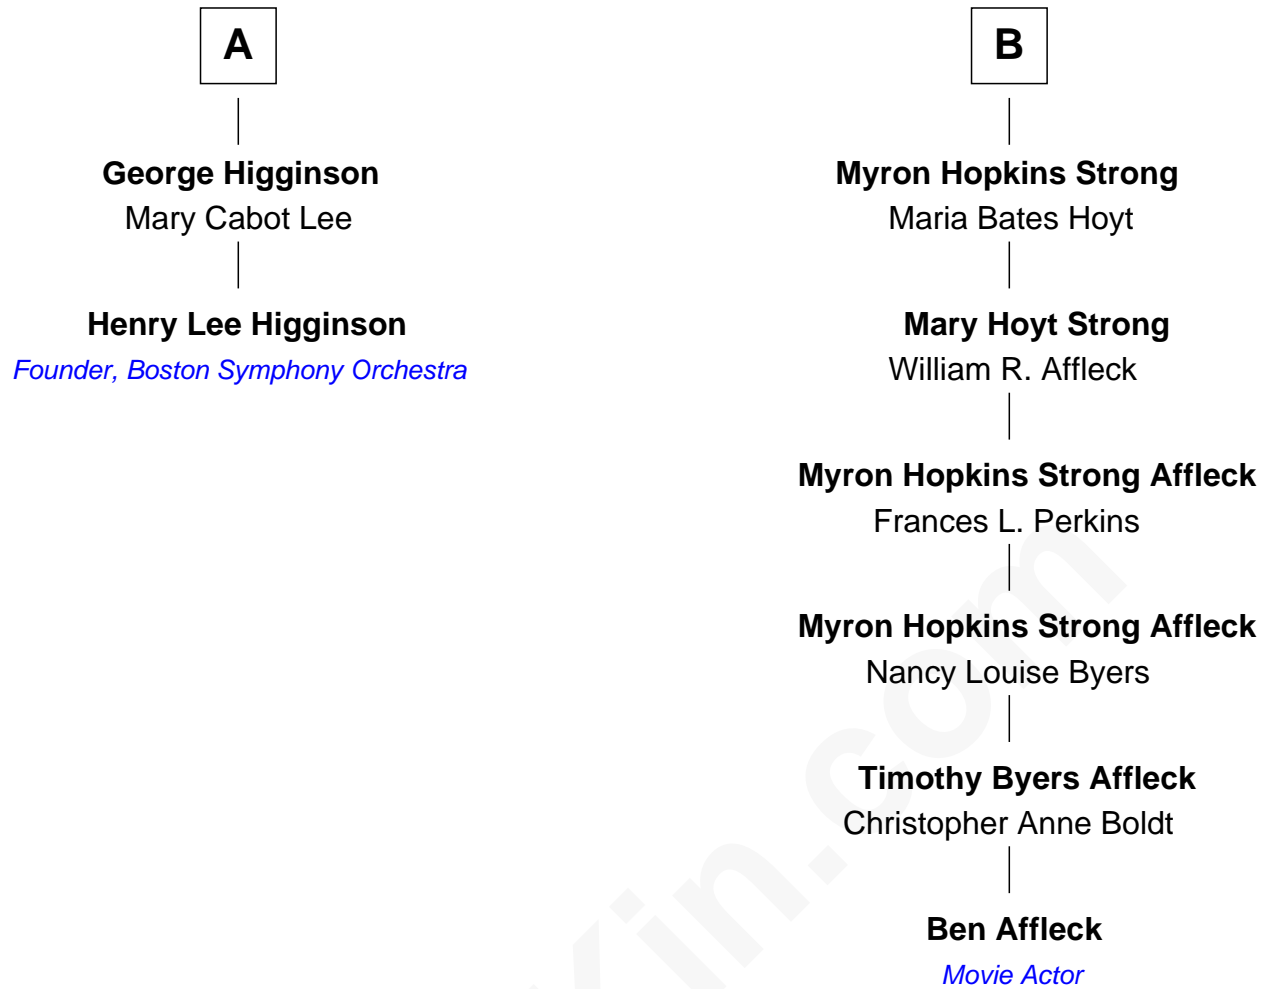 A
George Higginson
Mary Cabot Lee
Henry Lee Higginson
Founder, Boston Symphony Orchestra
B
Myron Hopkins Strong
Maria Bates Hoyt
Mary Hoyt Strong
William R. Affleck
Myron Hopkins Strong Affleck
Frances L. Perkins
Myron Hopkins Strong Affleck
Nancy Louise Byers
Timothy Byers Affleck
Christopher Anne Boldt
Ben Affleck
Movie Actor
Kin.com